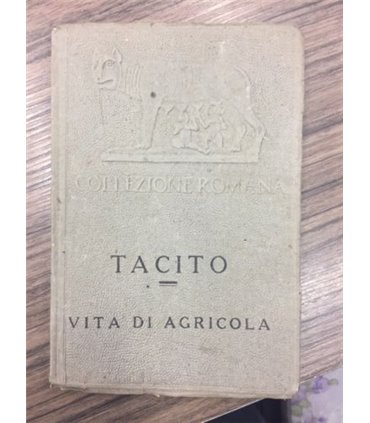 COLLEZIONE ROMANA
TACITO
VITA DI AGRICOLA